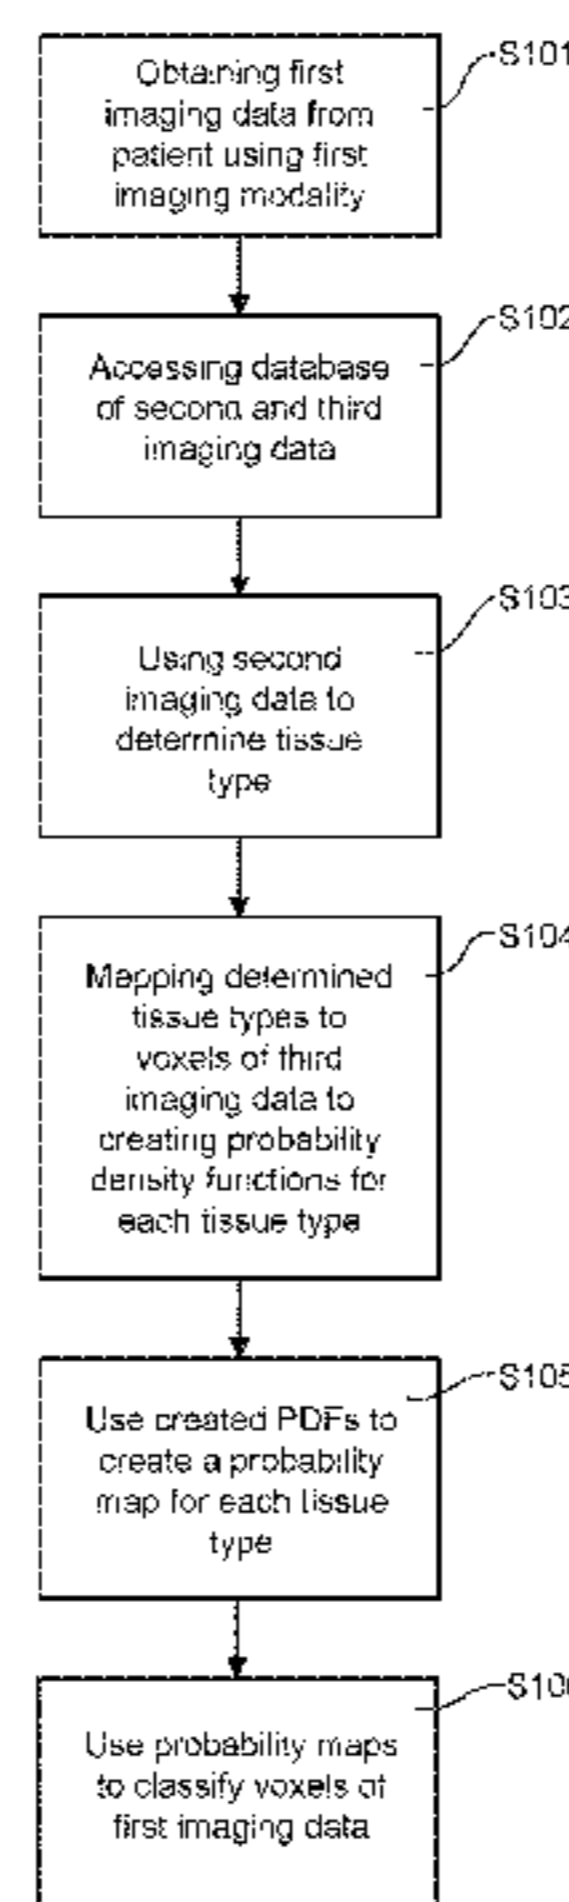 S101
Obtaining first
imaging data from
patient using first
imaging modality
S102
Accessing database
of second and third
imaging data
S103
Using second
imaging data to
determine tissue
type
S104
Mapping determined
tissue types to
voxels of third
imaging data to
creating probability
density functions for
each tissue type
S105
Use created PDFs to
create a probability
map for each tissue
type
S106
Use probability maps
to classify voxels of
first imaging data